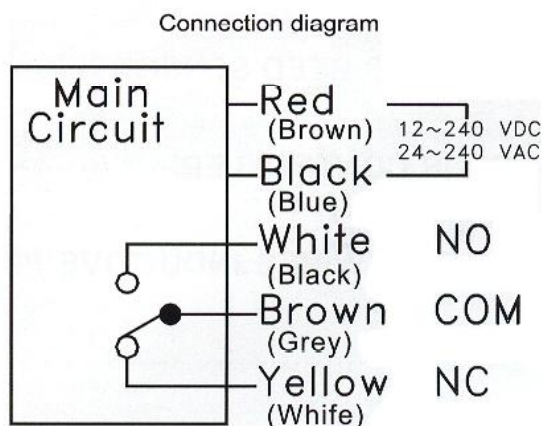 Connection diagram
Main
Circuit
Red
(Brown)
12~240 VDC
24~240 VAC
Black
(Blue)
White NO
(Black)
Brown COM
(Grey)
Yellow NC
(Whife)